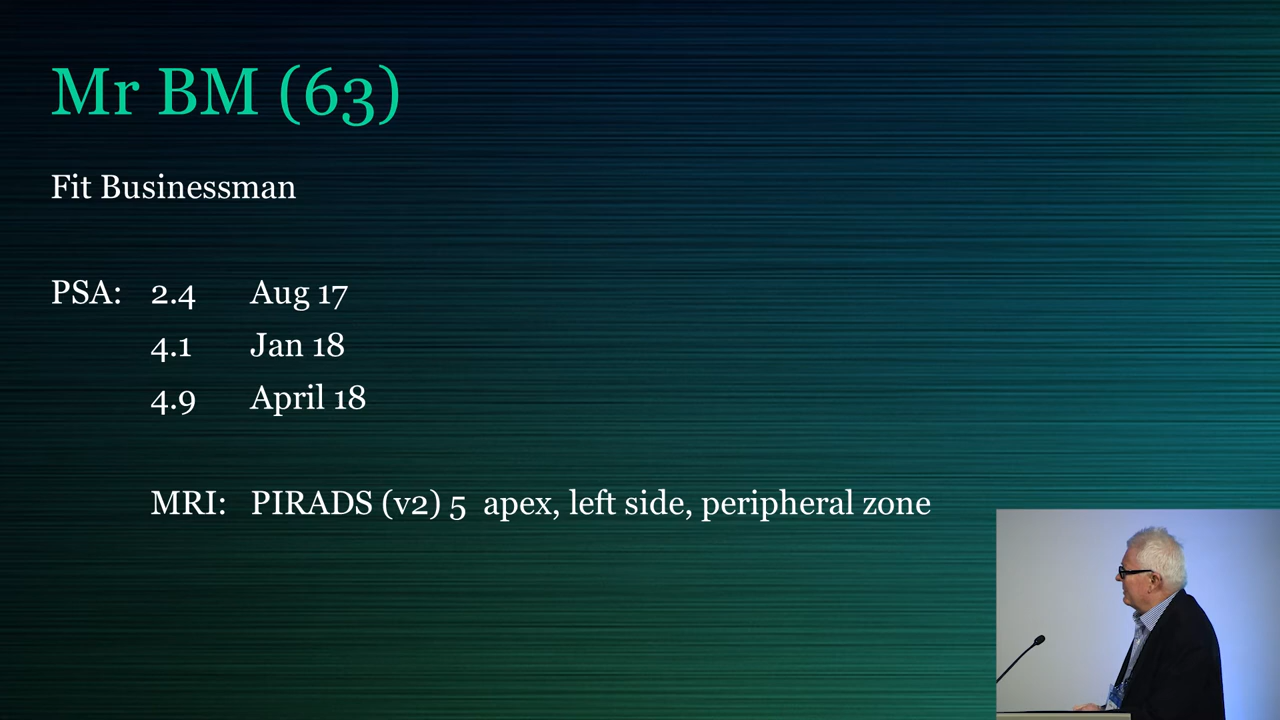 Mr BM (63)
Fit Businessman
PSA: 2.4 Aug 17
4.1 Jan 18
4.9 April 18
MRI: PIRADS (v2) 5 apex, left side, peripheral zone